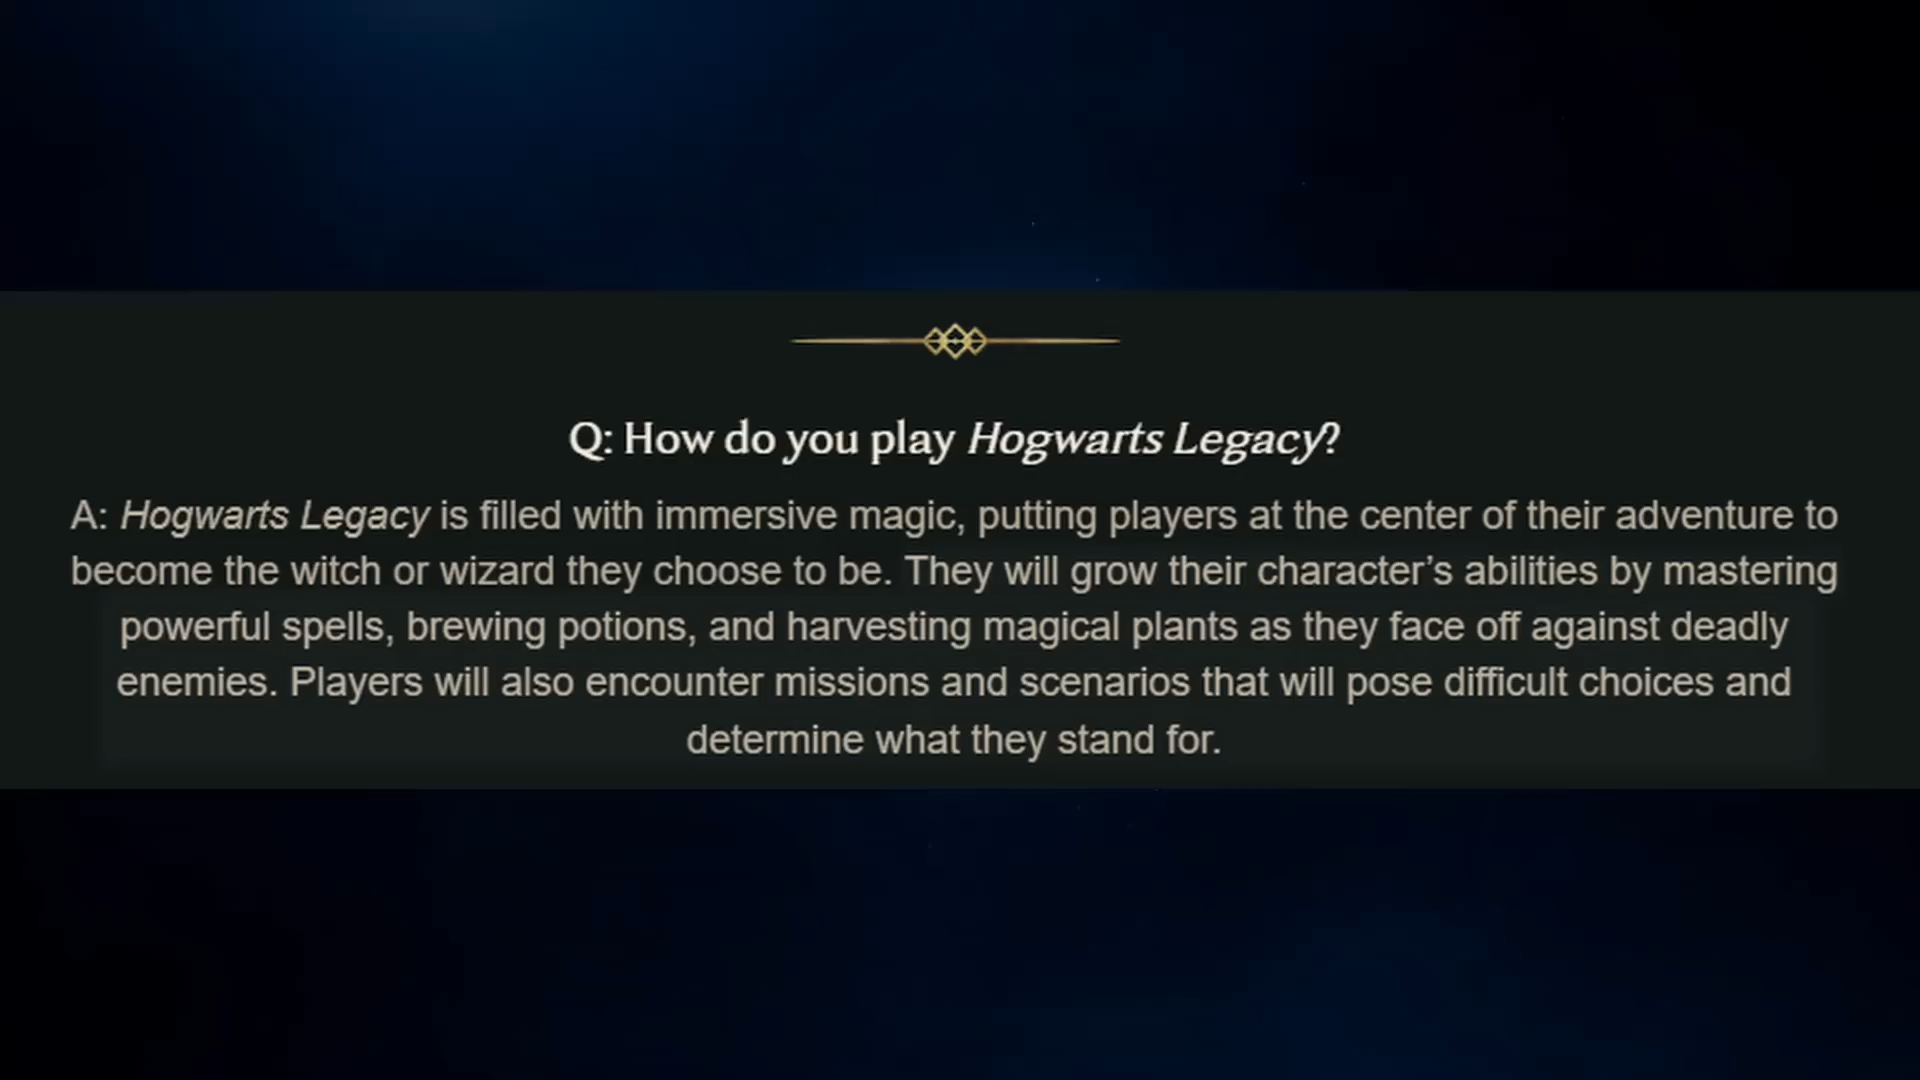 Q: How do you play Hogwarts Legacy?
A: Hogwarts Legacy is filled with immersive magic, putting players at the center of their adventure to
become the witch or wizard they choose to be. They will grow their character’s abilities by mastering
powerful spells, brewing potions, and harvesting magical plants as they face off against deadly
enemies. Players will also encounter missions and scenarios that will pose difficult choices and
determine what they stand for.